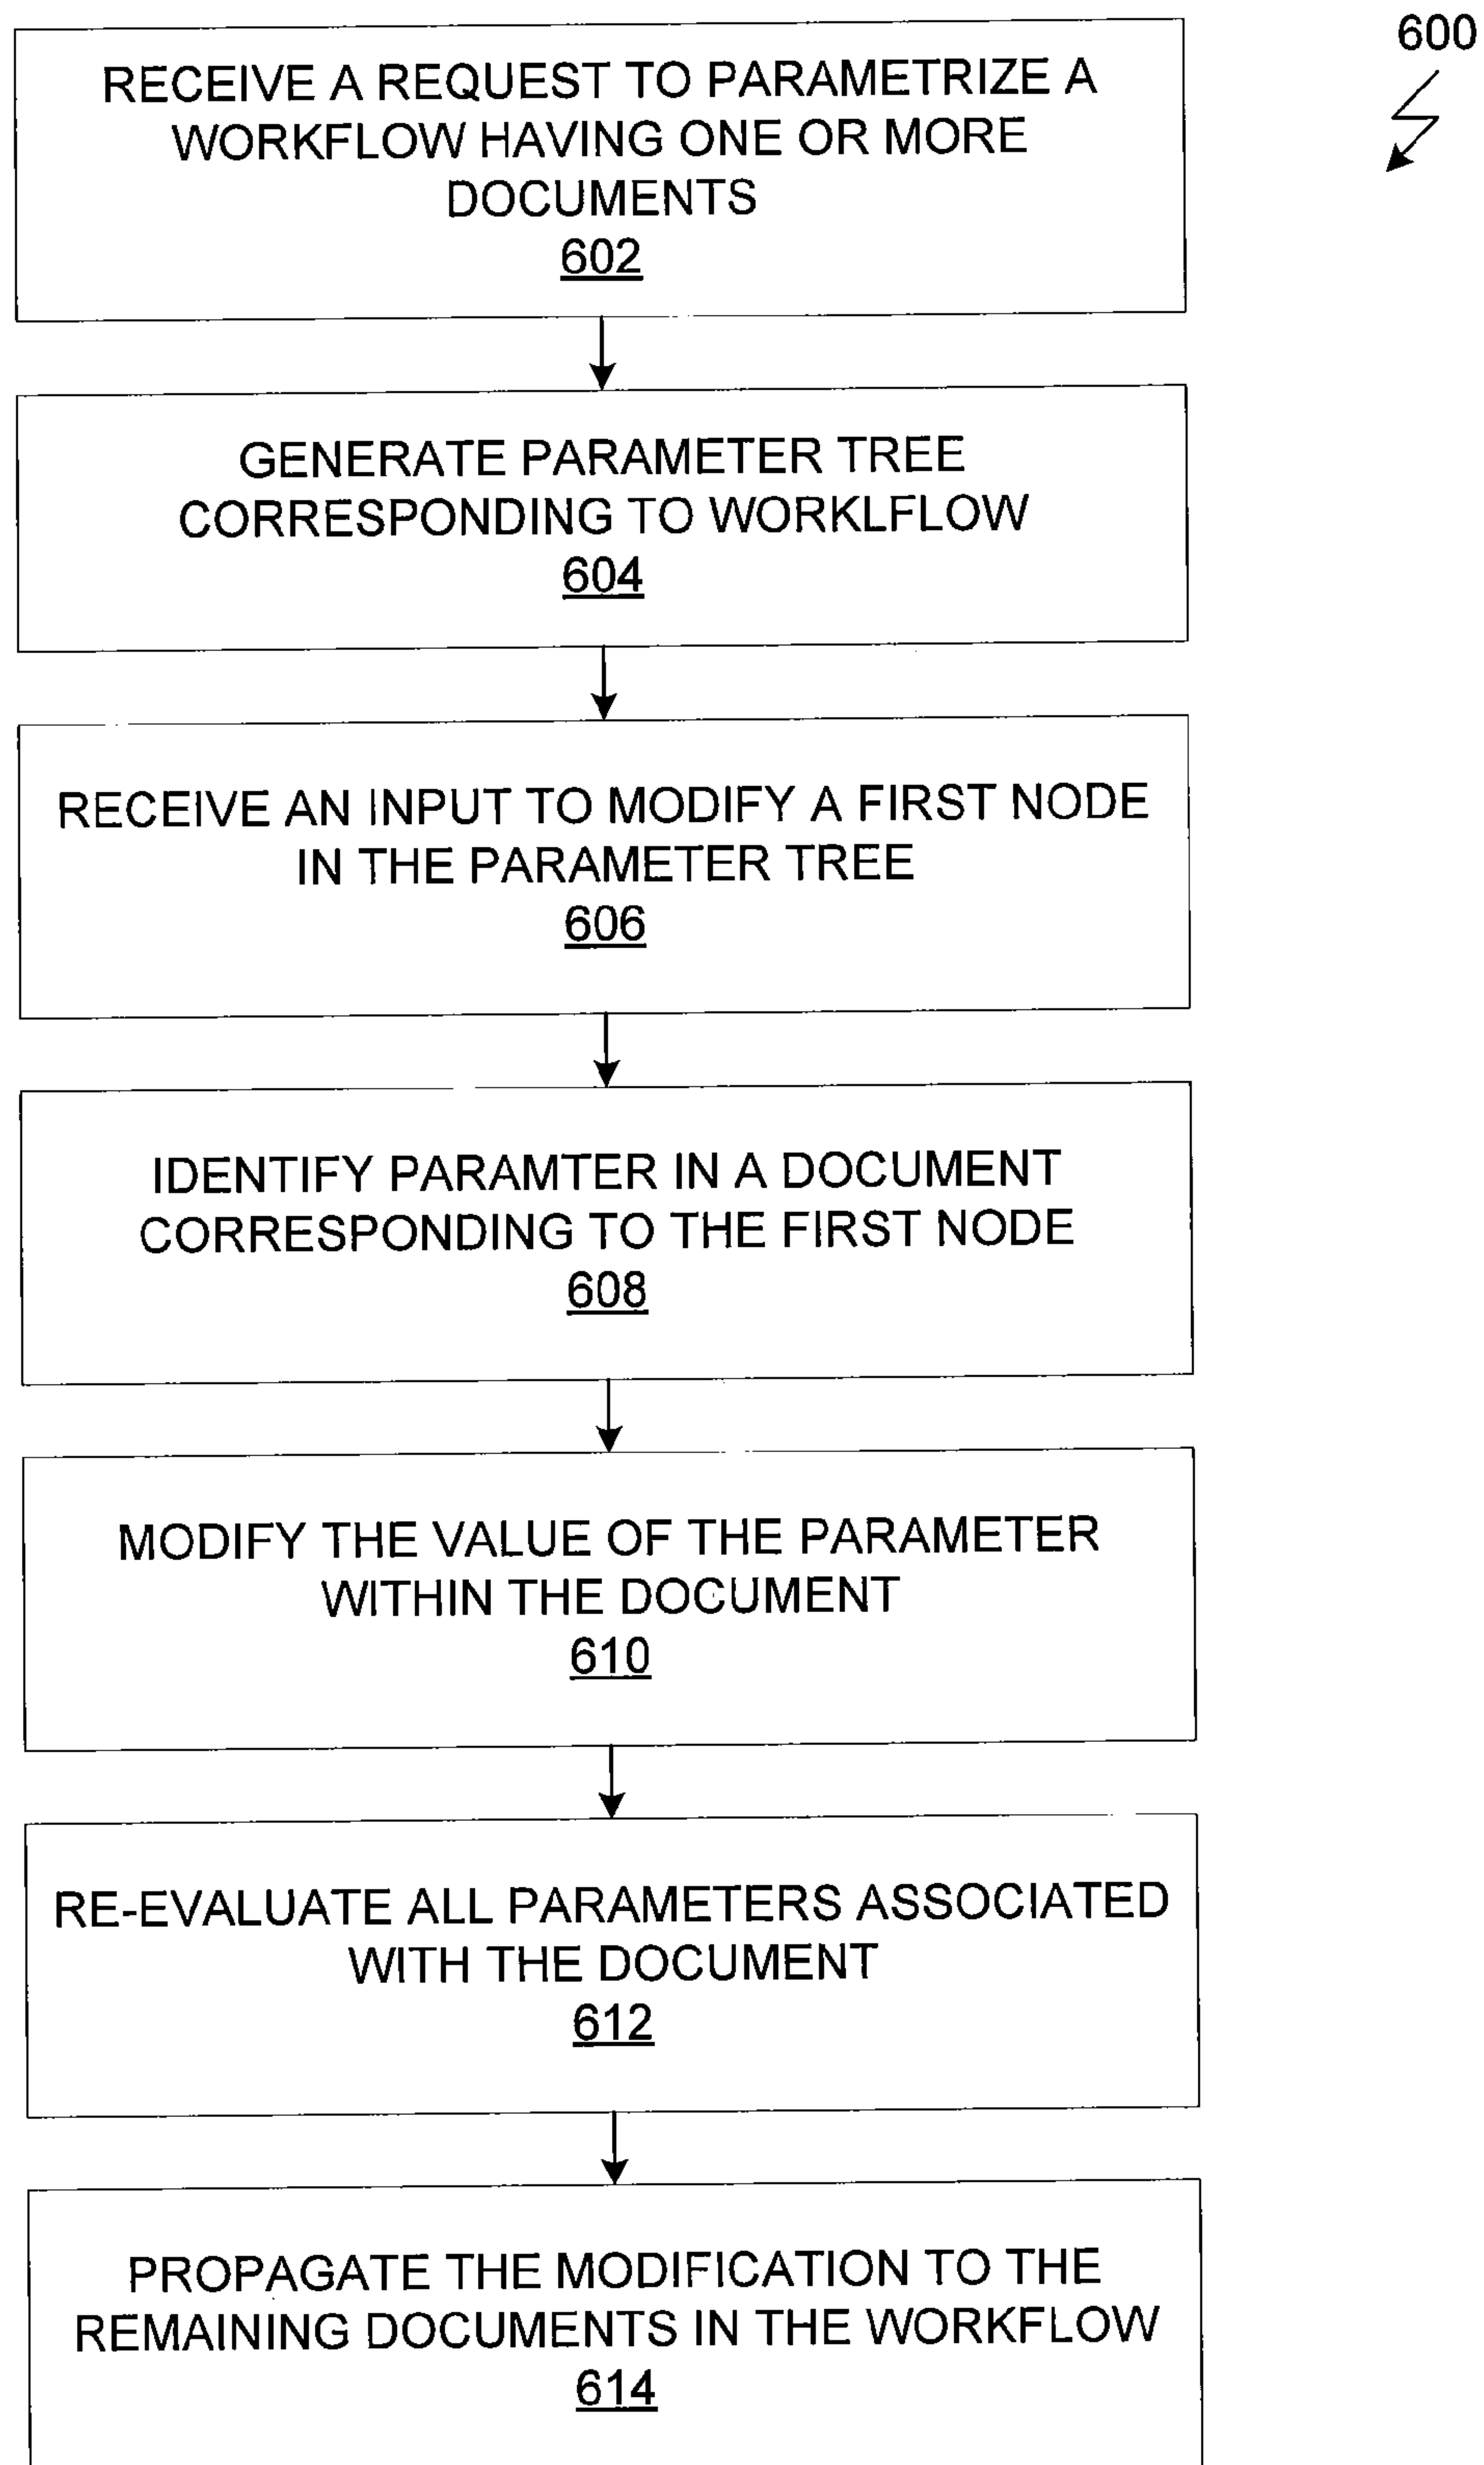 600
RECEIVE A REQUEST TO PARAMETRIZE A
WORKFLOW HAVING ONE OR MORE
DOCUMENTS
602
GENERATE PARAMETER TREE
CORRESPONDING TO WORKLFLOW
604
RECEIVE AN INPUT TO MODIFY A FIRST NODE
IN THE PARAMETER TREE
606
IDENTIFY PARAMTER IN A DOCUMENT
CORRESPONDING TO THE FIRST NODE
608
MODIFY THE VALUE OF THE PARAMETER
WITHIN THE DOCUMENT
610
RE-EVALUATE ALL PARAMETERS ASSOCIATED
WITH THE DOCUMENT
612
PROPAGATE THE MODIFICATION TO THE
REMAINING DOCUMENTS IN THE WORKFLOW
614